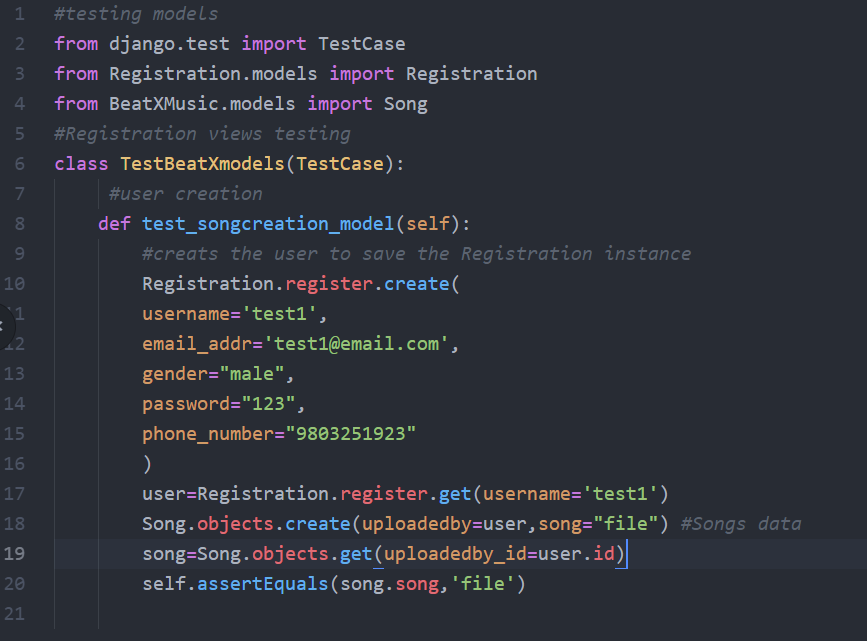 1 #testing models
2 from django.test import TestCase
3 from Registration.models import Registration
4 from BeatXMusic.models import Song
5 #Registration views testing
6 class TestBeatXmodels(TestCase):
7 #user creation
8 def test_songcreation_model(self):
9 #creats the user to save the Registration instance
10 Registration.register.create(
11 username='test1',
12 email_addr='test1@email.com',
13 gender="male",
14 password="123",
15 phone_number="9803251923"
16 )
17 user=Registration.register.get(username='test1')
18 Song.objects.create(uploadedby=user,song="file") #Songs data
19 song=Song.objects.get(uploadedby_id=user.id)
20 self.assertEquals(song.song,'file')
21